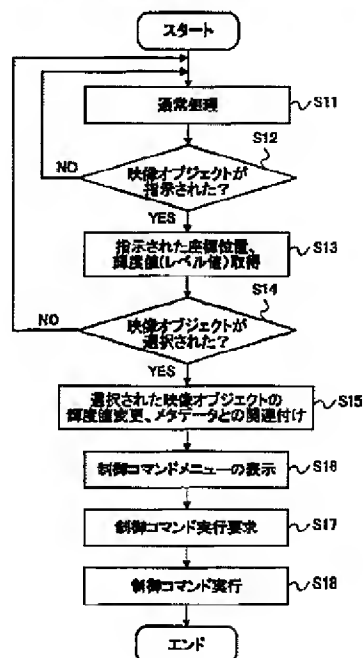 スタート
通常処理
S11
S12
映像オブジェクトが
指示された?
NO
YES
指示された座標位置、
輝度値(レベル値)取得
S13
S14
映像オブジェクトが
選択された?
NO
YES
選択された映像オブジェクトの
輝度値変更、メタデータとの関連付け
S15
制御コマンドメニューの表示
S16
制御コマンド実行要求
S17
制御コマンド実行
S18
エンド